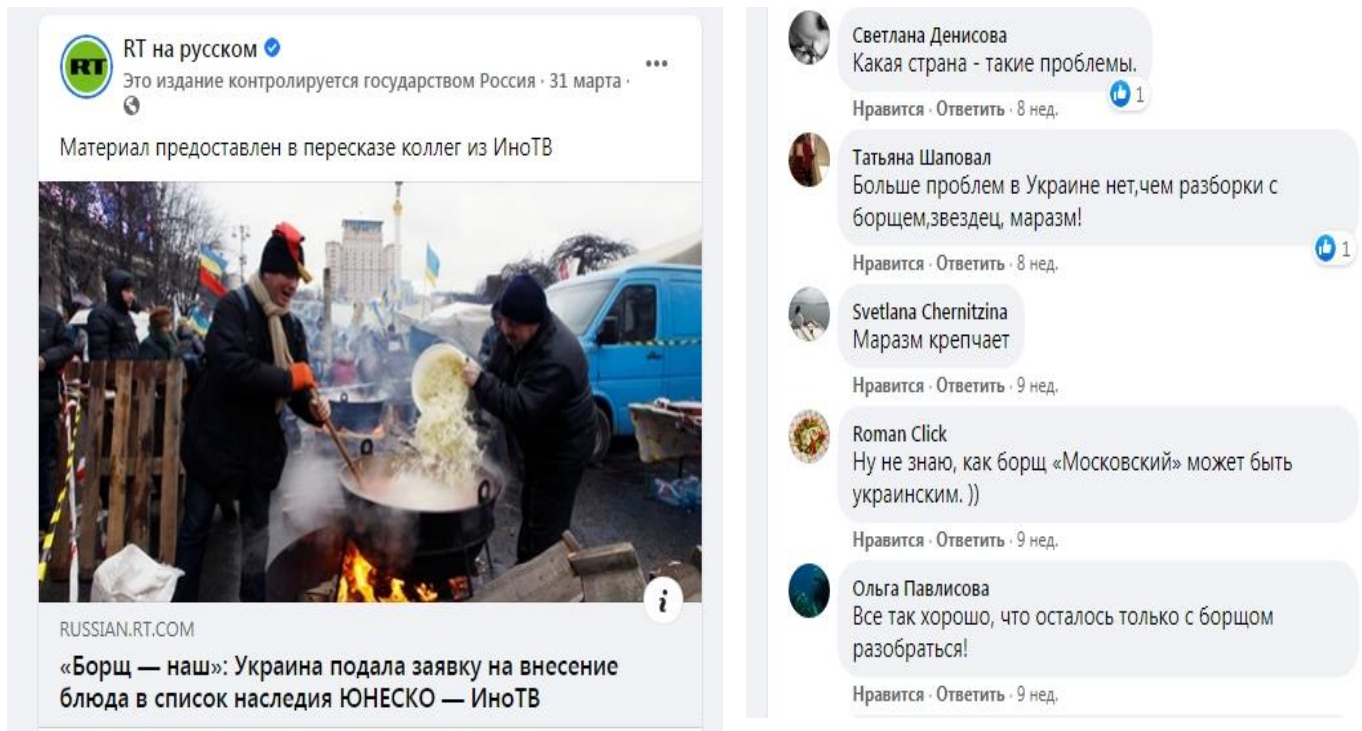 RT на русском
RT
Это издание контролируется государством Россия · 31 марта ·
Материал предоставлен в пересказе коллег из ИноТВ
i
RUSSIAN.RT.COM
«Борщ — наш»: Украина подала заявку на внесение
блюда в список наследия ЮНЕСКО — ИноТВ
Светлана Денисова
Какая страна - такие проблемы.
1
Нравится · Ответить · 8 нед.
Татьяна Шаповал
Больше проблем в Украине нет,чем разборки с
борщем,звездец, маразм!
1
Нравится · Ответить · 8 нед.
Svetlana Chernitzina
Маразм крепчает
Нравится · Ответить · 9 нед.
Roman Click
Ну не знаю, как борщ «Московский» может быть
украинским. ))
Нравится · Ответить · 9 нед.
Ольга Павлисова
Все так хорошо, что осталось только с борщом
разобраться!
Нравится · Ответить · 9 нед.